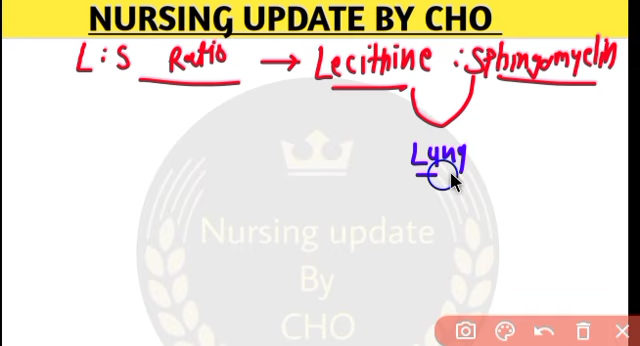 NURSING UPDATE BY CHO
L : S Ratio → Lecithine : Sphingomyelin
Lung
Nursing update
By
CHO